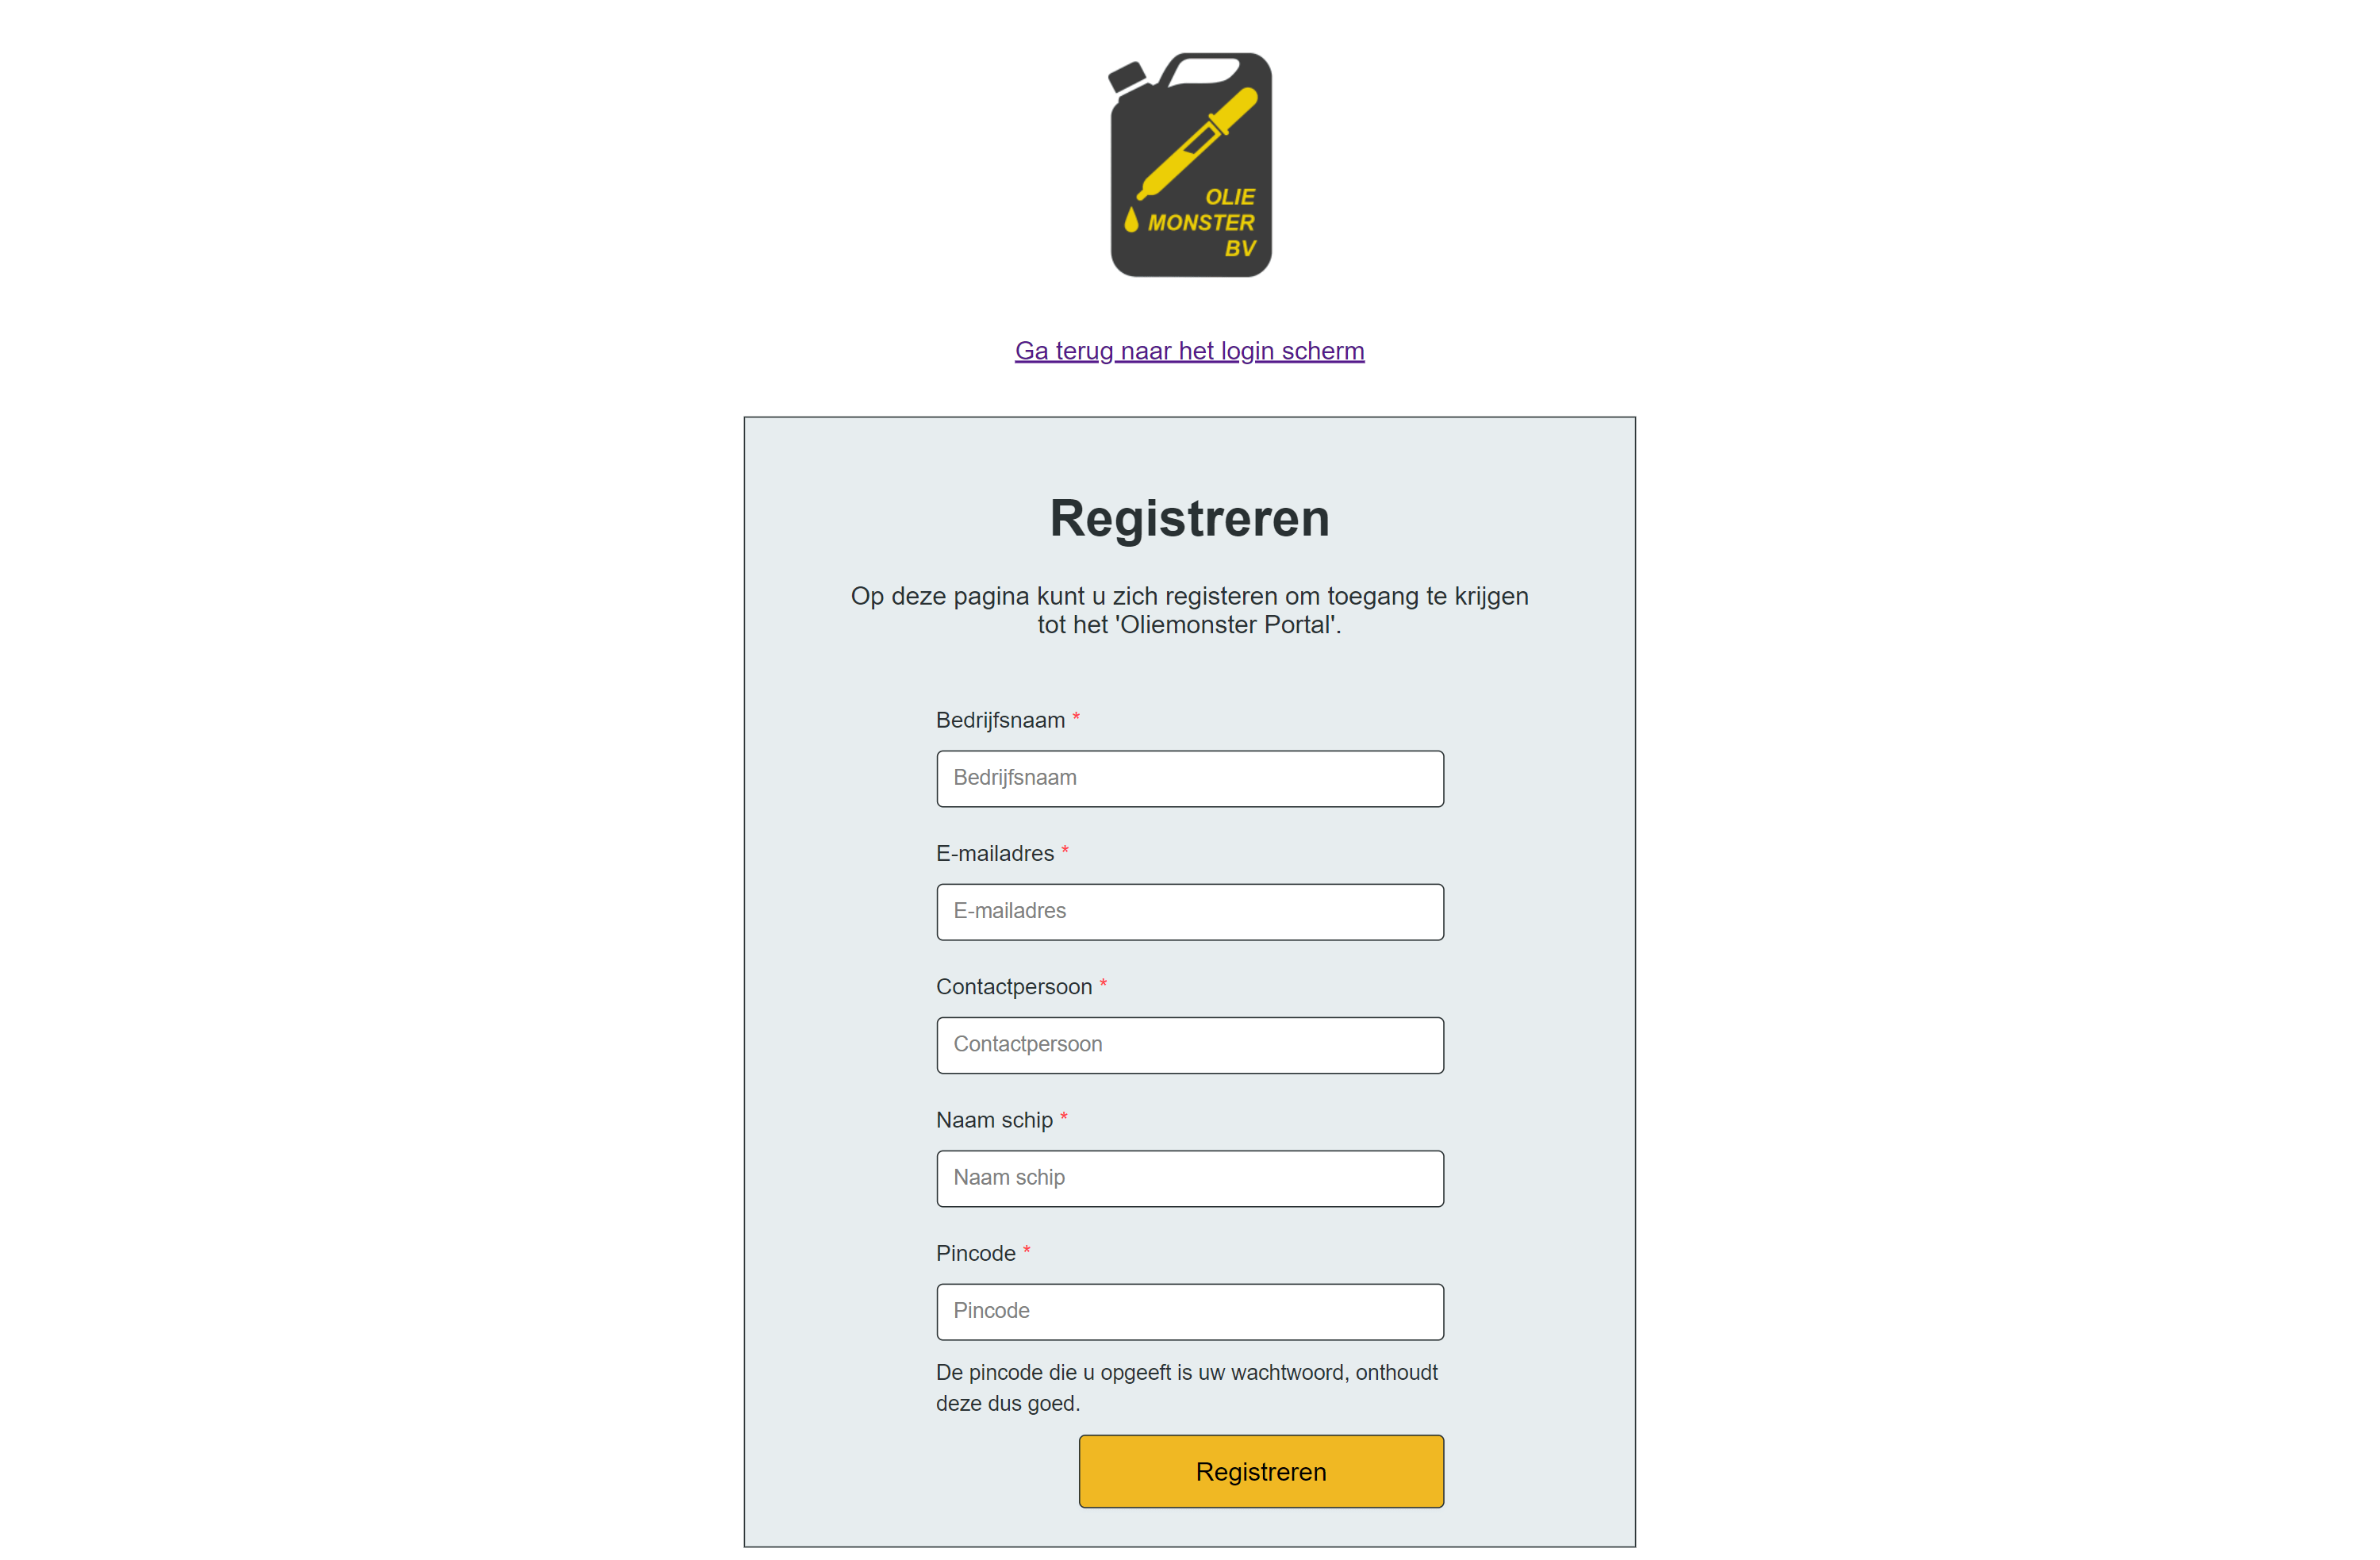 OLIE
MONSTER
BV
Ga terug naar het login scherm
Registreren
Op deze pagina kunt u zich registeren om toegang te krijgen
tot het 'Oliemonster Portal'.
Bedrijfsnaam *
Bedrijfsnaam
E-mailadres *
E-mailadres
Contactpersoon *
Contactpersoon
Naam schip *
Naam schip
Pincode *
Pincode
De pincode die u opgeeft is uw wachtwoord, onthoudt
deze dus goed.
Registreren